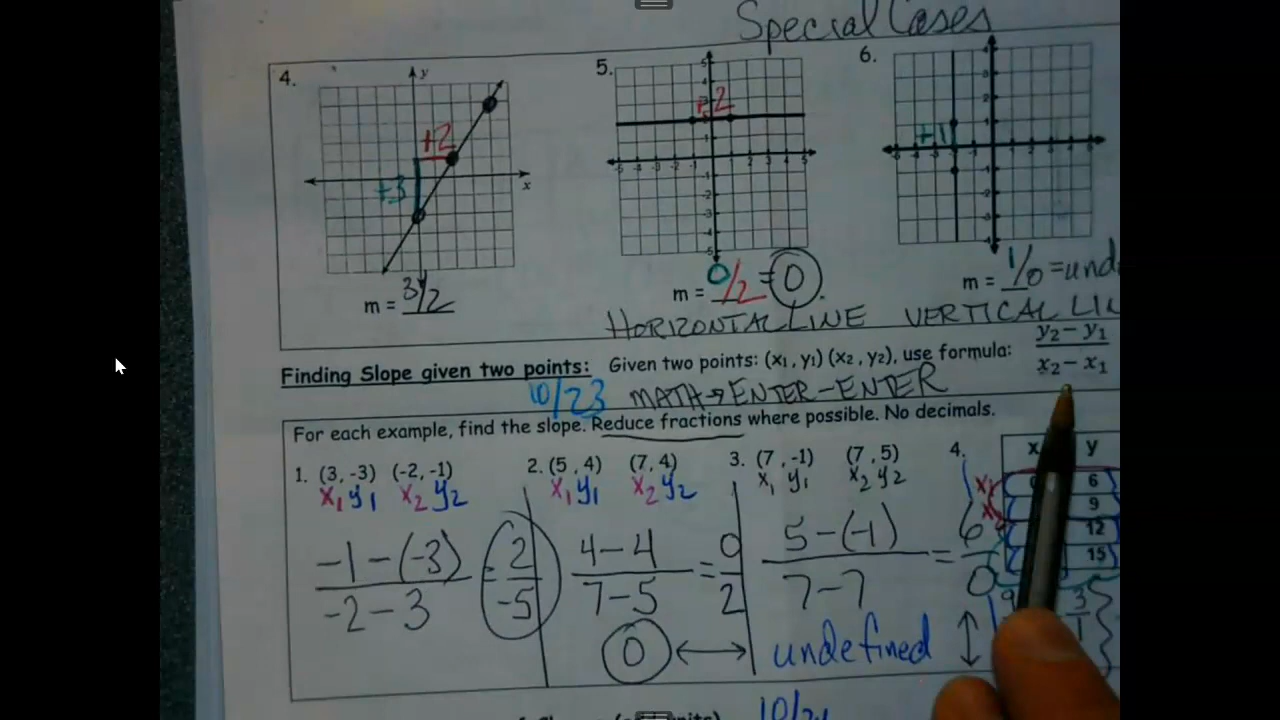 Special Cases
4.
5.
6.
y
x
+2
+3
+2
+1
m = 3/2
m = 0/2 = 0
m = 1/0 = und
HORIZONTAL LINE
VERTICAL LIN
Finding Slope given two points: Given two points: (x₁, y₁) (x₂, y₂), use formula: y₂ − y₁ / x₂ − x₁
10/23 MATH → ENTER – ENTER
For each example, find the slope. Reduce fractions where possible. No decimals.
1. (3, -3) (-2, -1)
x₁ y₁ x₂ y₂
-1 - (-3) / -2 - 3 = 2/-5
2. (5, 4) (7, 4)
x₁ y₁ x₂ y₂
4 - 4 / 7 - 5 = 0/2
0 ↔
3. (7, -1) (7, 5)
x₁ y₁ x₂ y₂
5 - (-1) / 7 - 7 = 6/0
undefined ↕
4.
x y
6
9
12
15
3/1
10/24